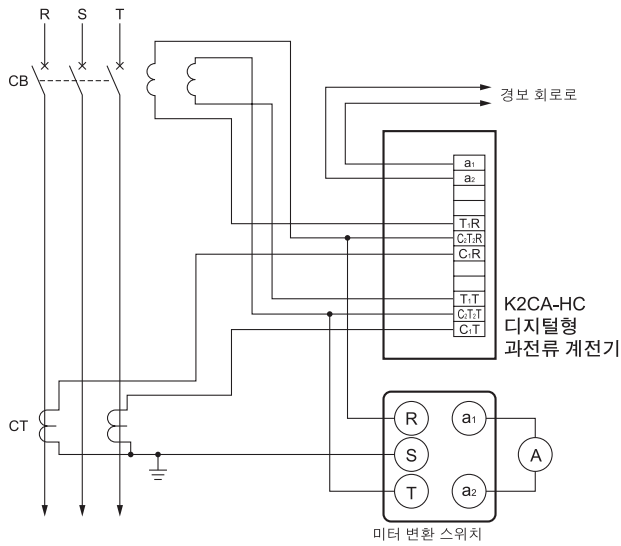 R S T
CB
경보 회로로
a₁
a₂
T₁R
C₂T₂R
C₁R
T₁T
C₂T₂T
C₁T
K2CA-HC
디지털형
과전류 계전기
CT
R a₁
S A
T a₂
미터 변환 스위치